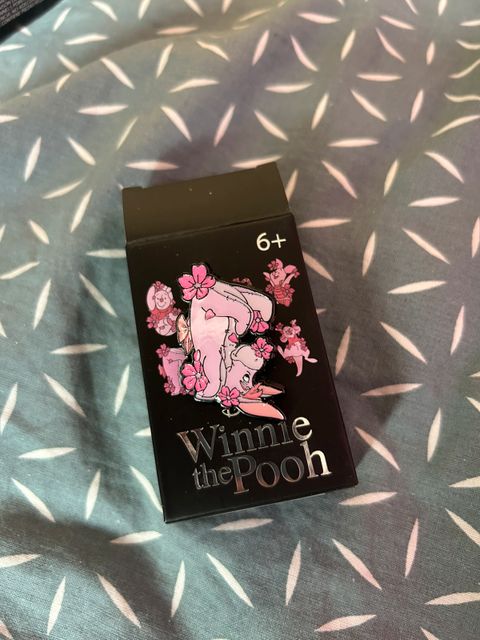 6+
Winnie
the Pooh